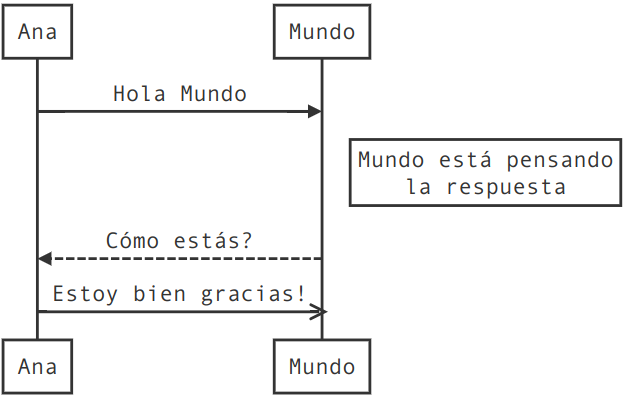 Ana
Mundo
Hola Mundo
Mundo está pensando
la respuesta
Cómo estás?
Estoy bien gracias!
Ana
Mundo